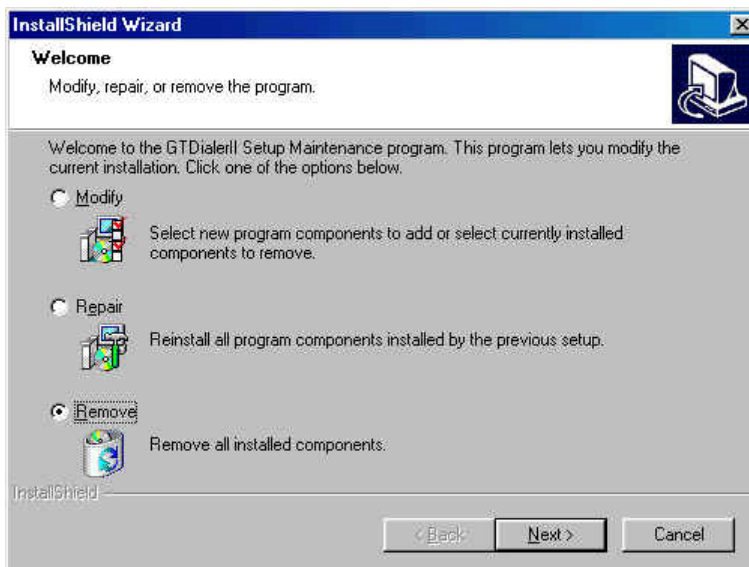 InstallShield Wizard
Welcome
Modify, repair, or remove the program.
Welcome to the GTDialerII Setup Maintenance program. This program lets you modify the
current installation. Click one of the options below.
Modify
Select new program components to add or select currently installed
components to remove.
Repair
Reinstall all program components installed by the previous setup.
Remove
Remove all installed components.
InstallShield
< Back
Next >
Cancel